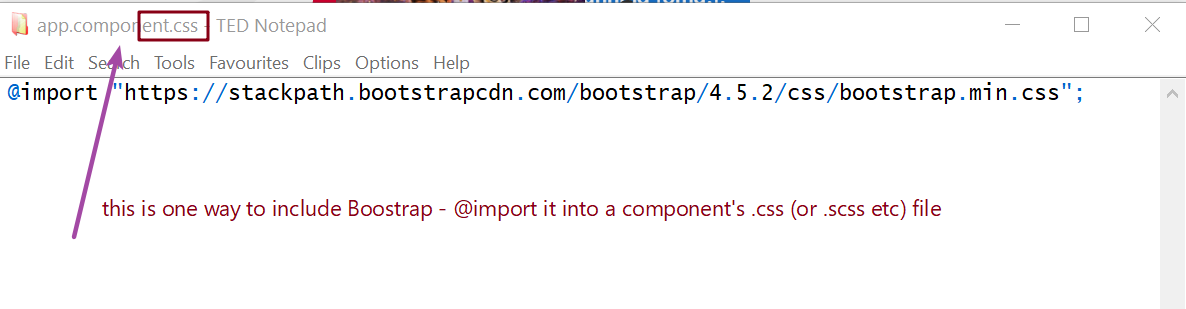 app.component.css - TED Notepad
File Edit Search Tools Favourites Clips Options Help
@import "https://stackpath.bootstrapcdn.com/bootstrap/4.5.2/css/bootstrap.min.css";
this is one way to include Boostrap - @import it into a component's .css (or .scss etc) file